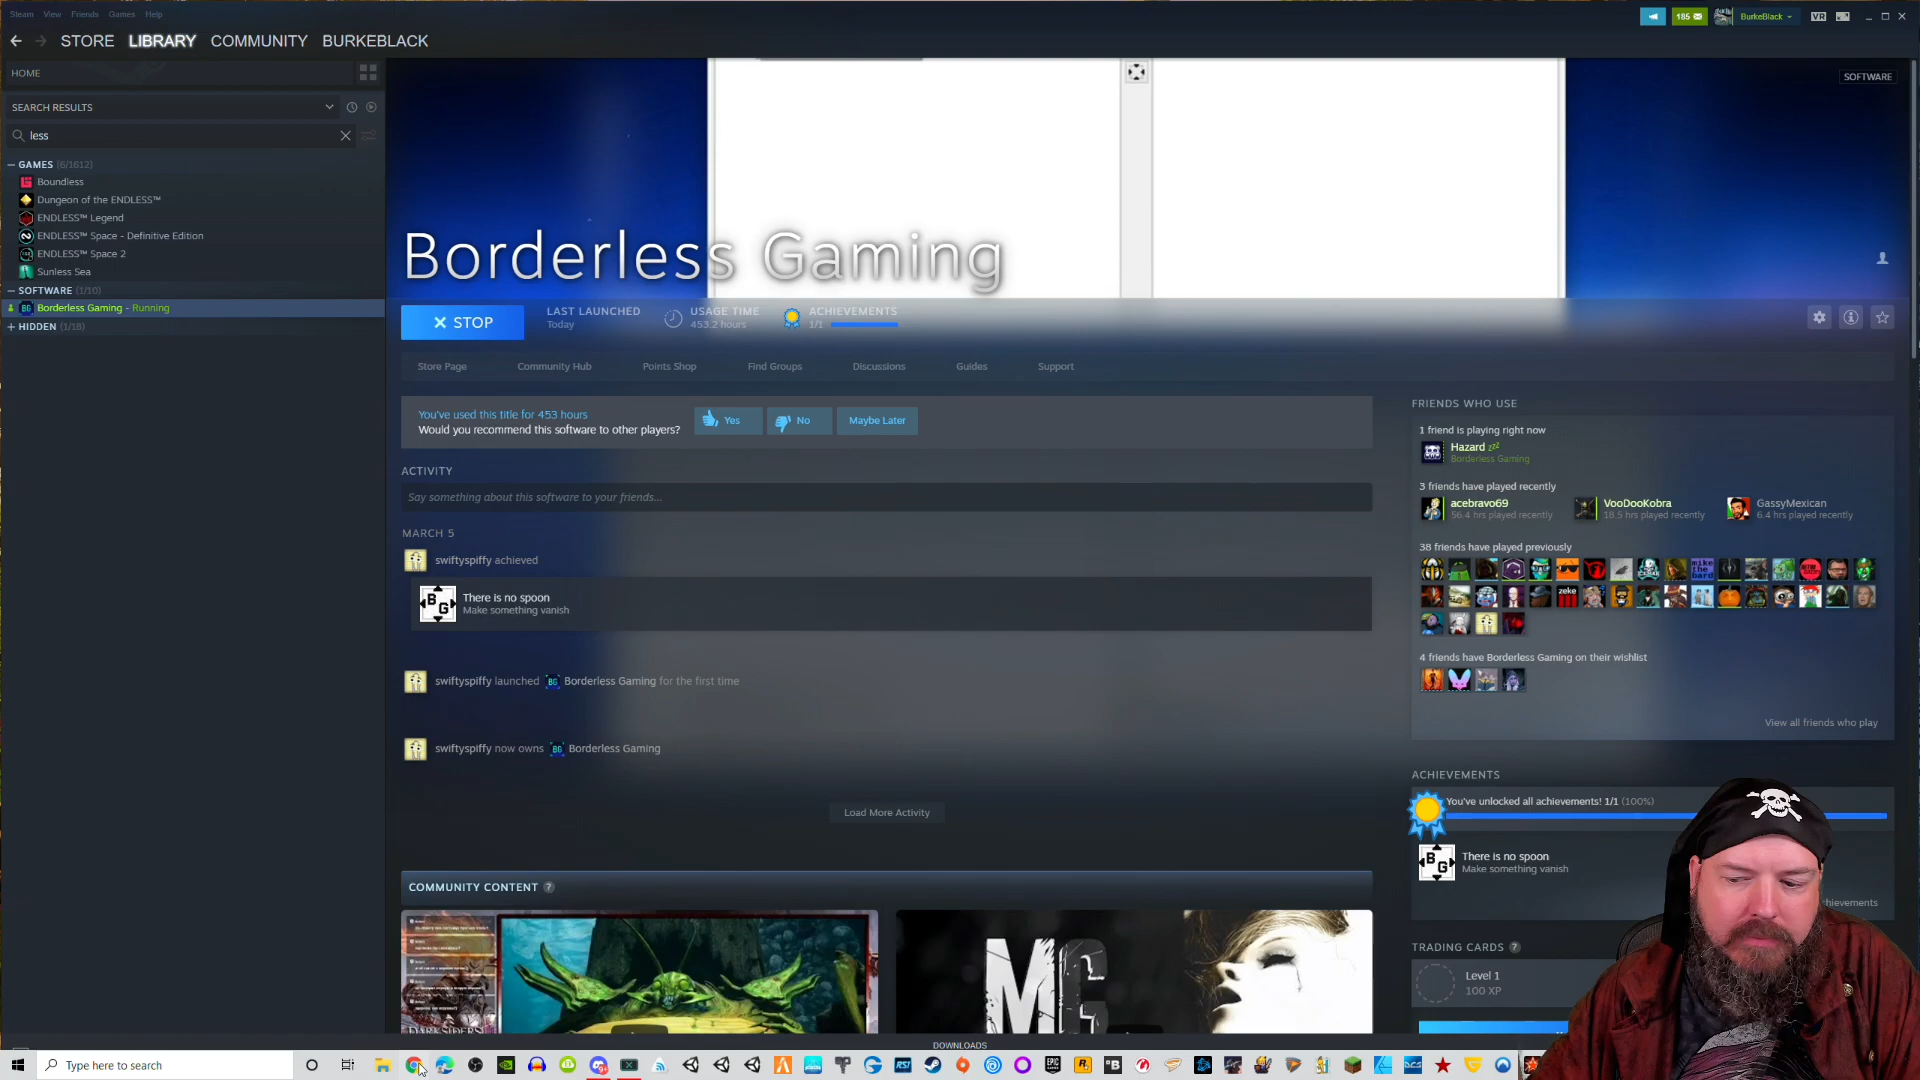 Steam View Friends Games Help
185
BurkeBlack
VR
STORE LIBRARY COMMUNITY BURKEBLACK
HOME
SOFTWARE
SEARCH RESULTS
less
GAMES (6/1612)
Boundless
Dungeon of the ENDLESS™
ENDLESS™ Legend
ENDLESS™ Space - Definitive Edition
ENDLESS™ Space 2
Sunless Sea
SOFTWARE (1/10)
Borderless Gaming - Running
HIDDEN (1/18)
Borderless Gaming
STOP
LAST LAUNCHED
Today
USAGE TIME
453.2 hours
ACHIEVEMENTS
1/1
Store Page Community Hub Points Shop Find Groups Discussions Guides Support
You've used this title for 453 hours
Would you recommend this software to other players?
Yes No Maybe Later
ACTIVITY
Say something about this software to your friends...
MARCH 5
swiftyspiffy achieved
There is no spoon
Make something vanish
swiftyspiffy launched BG Borderless Gaming for the first time
swiftyspiffy now owns BG Borderless Gaming
Load More Activity
COMMUNITY CONTENT
DARKSIDERS
FRIENDS WHO USE
1 friend is playing right now
Hazard zzz
Borderless Gaming
3 friends have played recently
acebravo69
56.4 hrs played recently
VooDooKobra
18.5 hrs played recently
GassyMexican
6.4 hrs played recently
38 friends have played previously
4 friends have Borderless Gaming on their wishlist
View all friends who play
ACHIEVEMENTS
You've unlocked all achievements! 1/1 (100%)
There is no spoon
Make something vanish
TRADING CARDS
Level 1
100 XP
DOWNLOADS
Type here to search